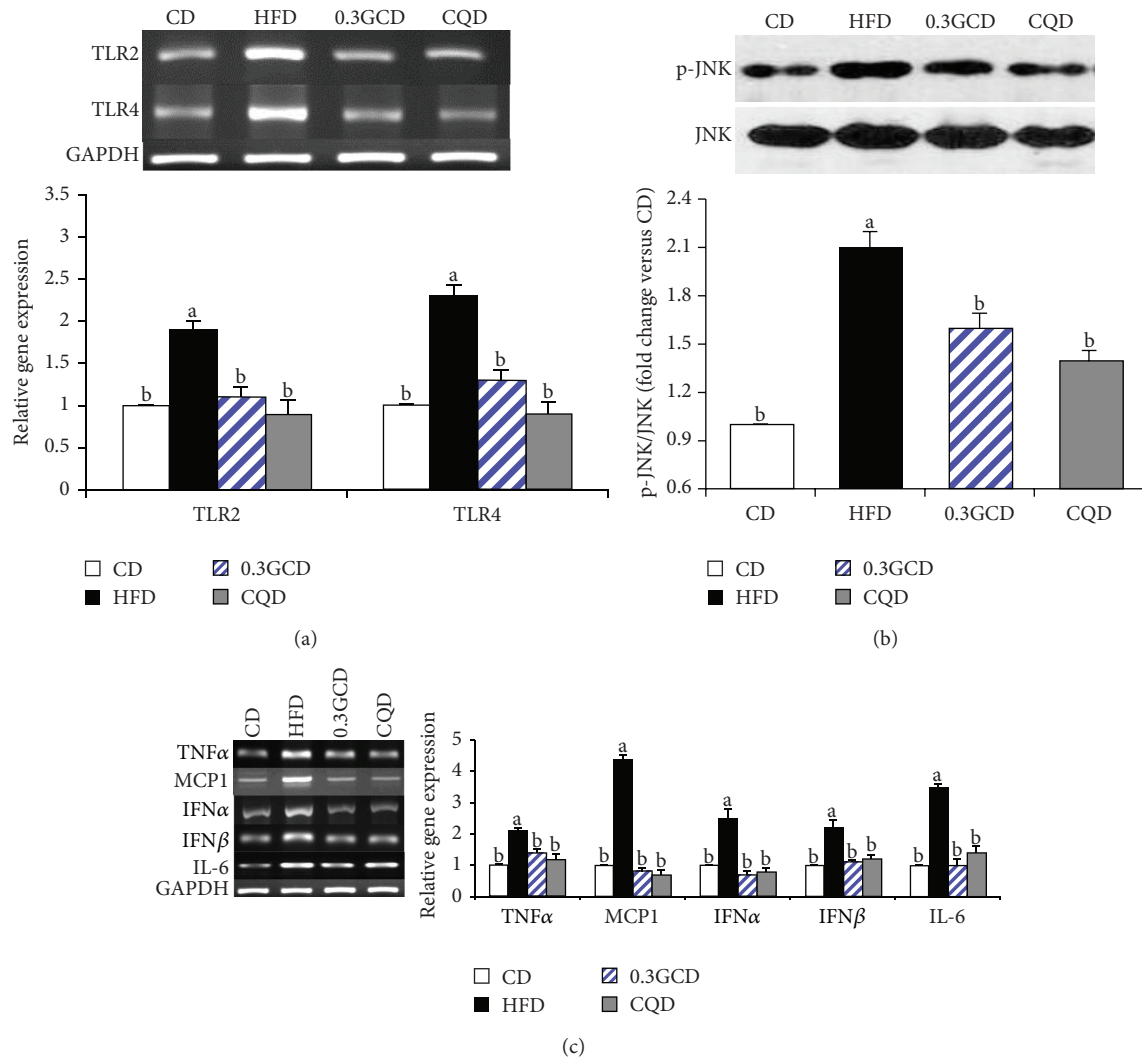 CD HFD 0.3GCD CQD
TLR2
TLR4
GAPDH
Relative gene expression
3.5
3
2.5
2
1.5
1
0.5
0
b a b b b a b b
TLR2 TLR4
CD 0.3GCD
HFD CQD
(a)
CD HFD 0.3GCD CQD
p-JNK
JNK
p-JNK/JNK (fold change versus CD)
2.4
2.1
1.8
1.5
1.2
0.9
0.6
b a b b
CD HFD 0.3GCD CQD
CD 0.3GCD
HFD CQD
(b)
CD HFD 0.3GCD CQD
TNFα
MCP1
IFNα
IFNβ
IL-6
GAPDH
Relative gene expression
5
4
3
2
1
0
b a b b b a b b b a b b b a b b b a b b
TNFα MCP1 IFNα IFNβ IL-6
CD 0.3GCD
HFD CQD
(c)